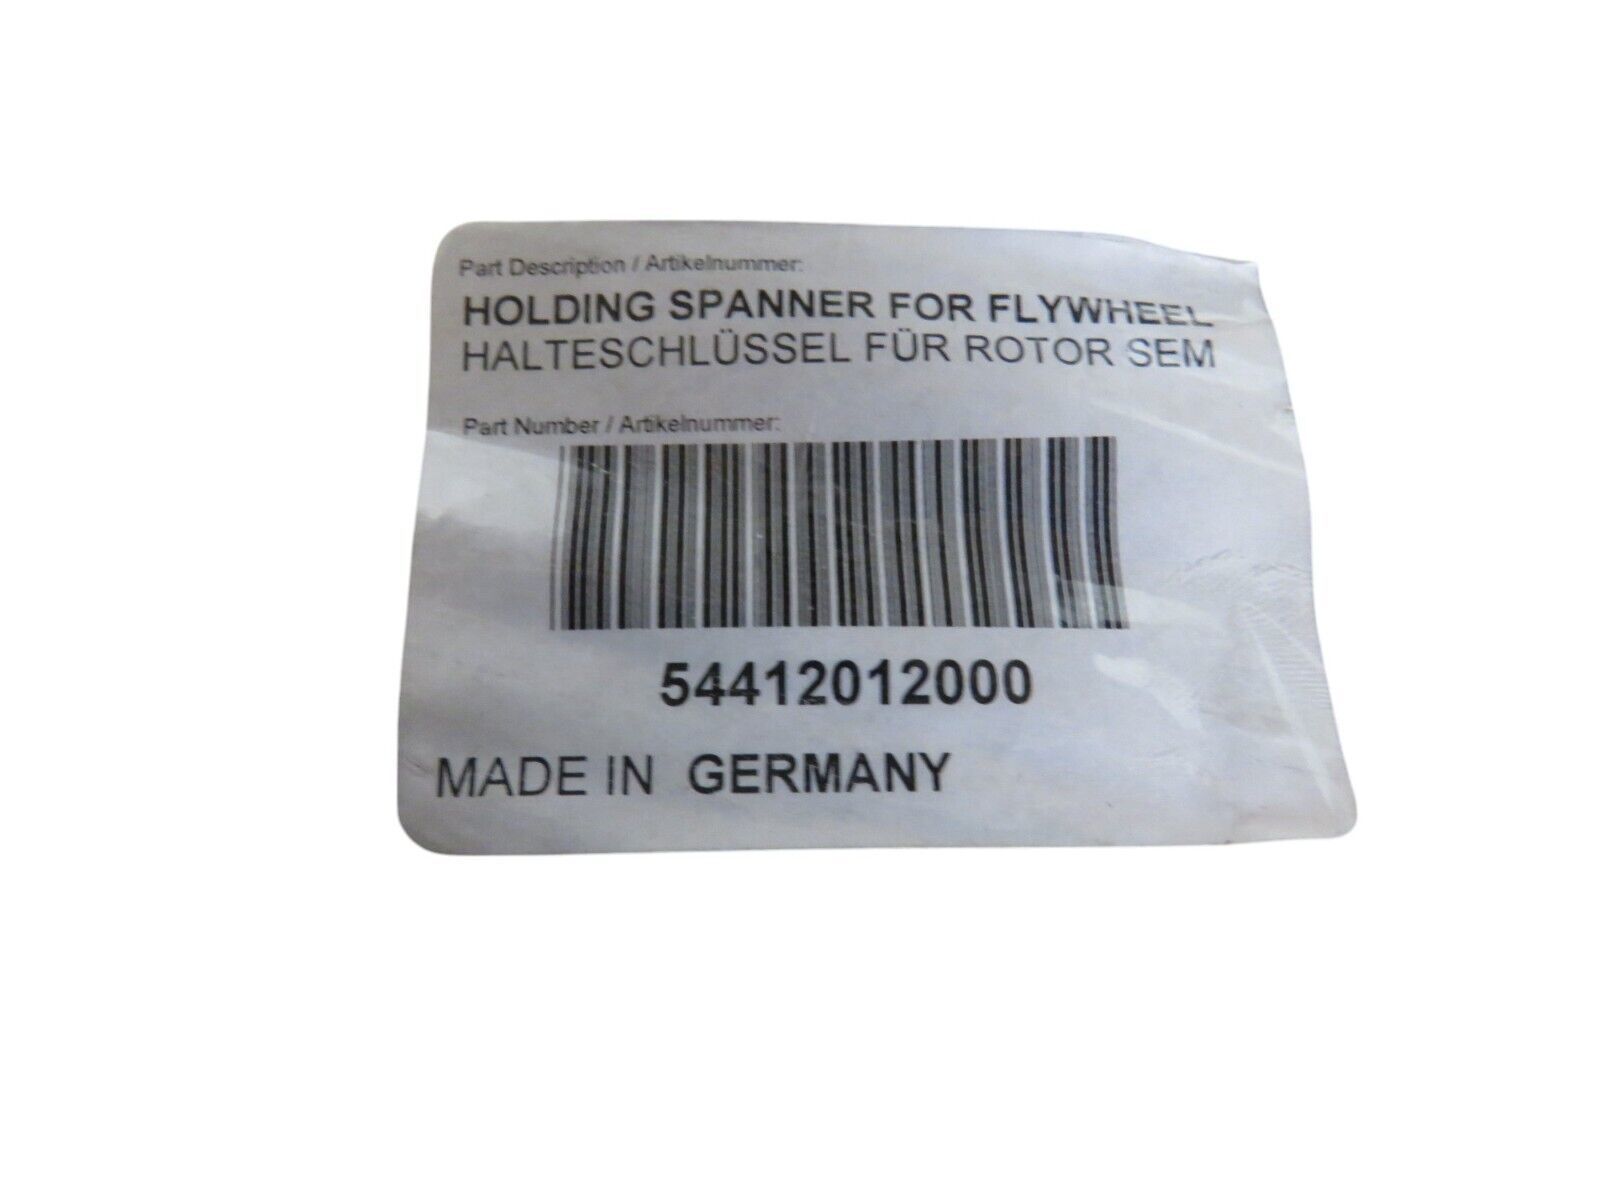 Part Description / Artikelnummer:
HOLDING SPANNER FOR FLYWHEEL
HALTESCHLÜSSEL FÜR ROTOR SEM
Part Number / Artikelnummer:
54412012000
MADE IN GERMANY